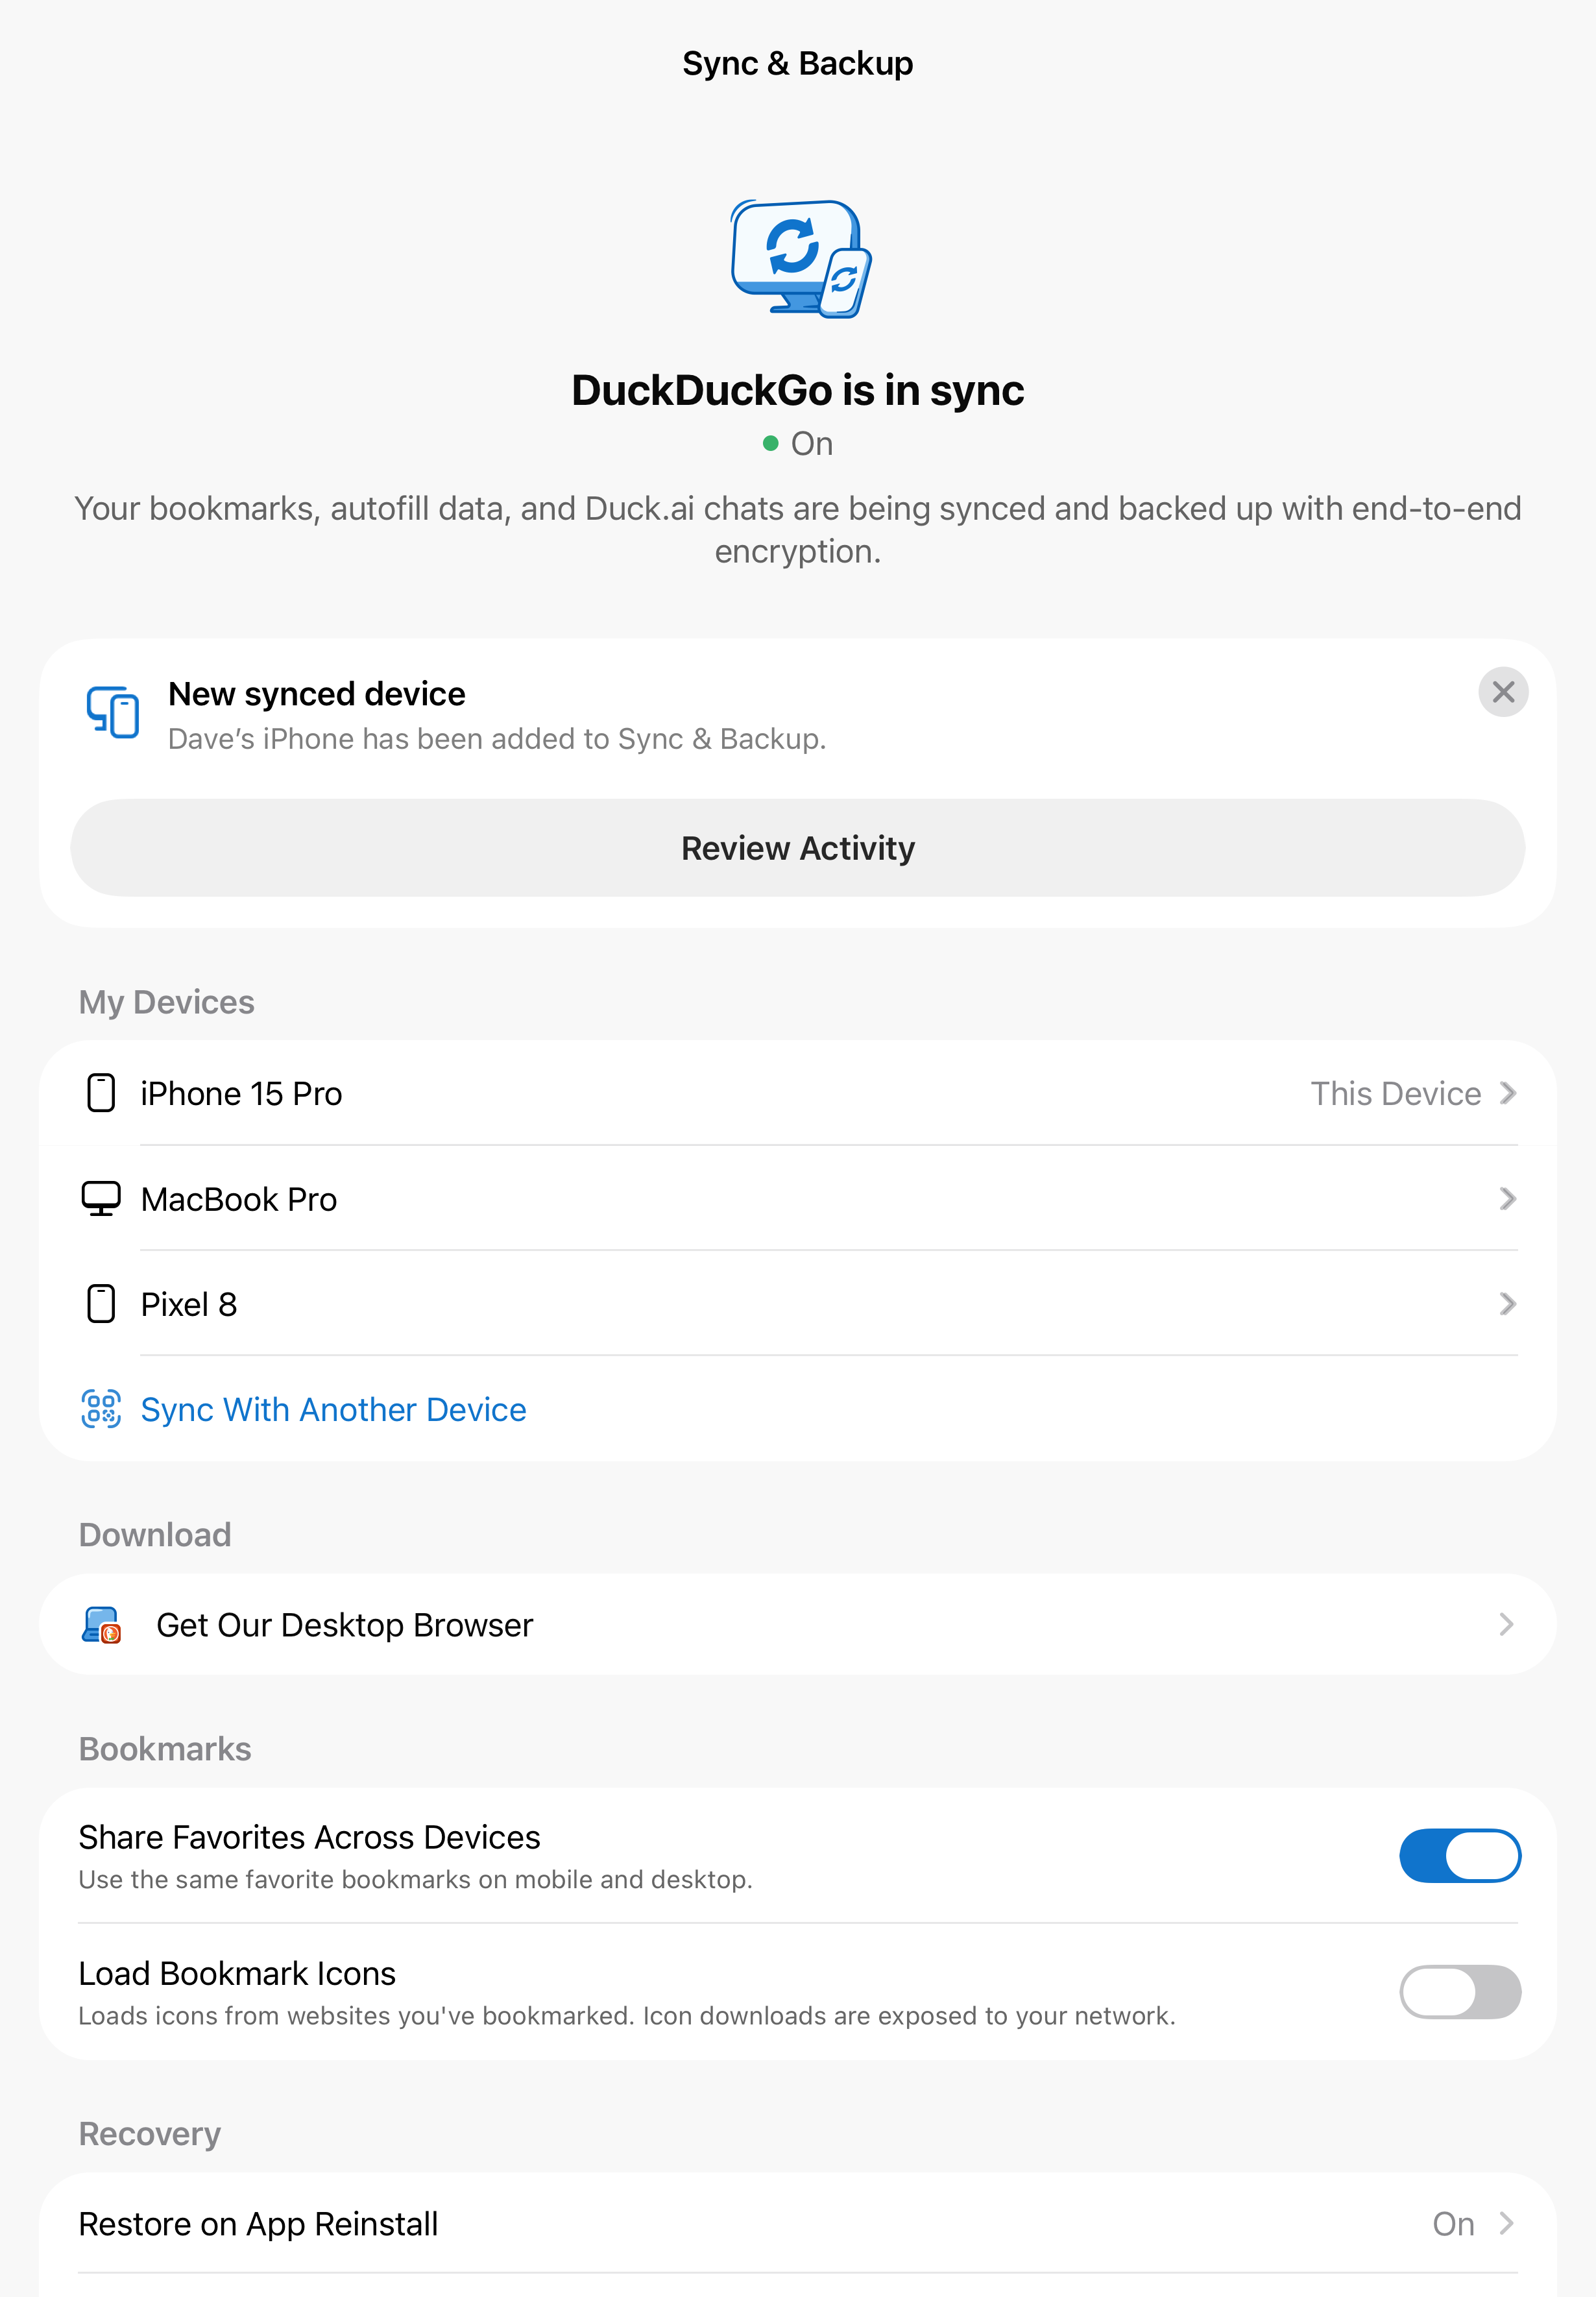 Sync & Backup
DuckDuckGo is in sync
On
Your bookmarks, autofill data, and Duck.ai chats are being synced and backed up with end-to-end
encryption.
New synced device
Dave’s iPhone has been added to Sync & Backup.
Review Activity
My Devices
iPhone 15 Pro This Device
MacBook Pro
Pixel 8
Sync With Another Device
Download
Get Our Desktop Browser
Bookmarks
Share Favorites Across Devices
Use the same favorite bookmarks on mobile and desktop.
Load Bookmark Icons
Loads icons from websites you've bookmarked. Icon downloads are exposed to your network.
Recovery
Restore on App Reinstall On